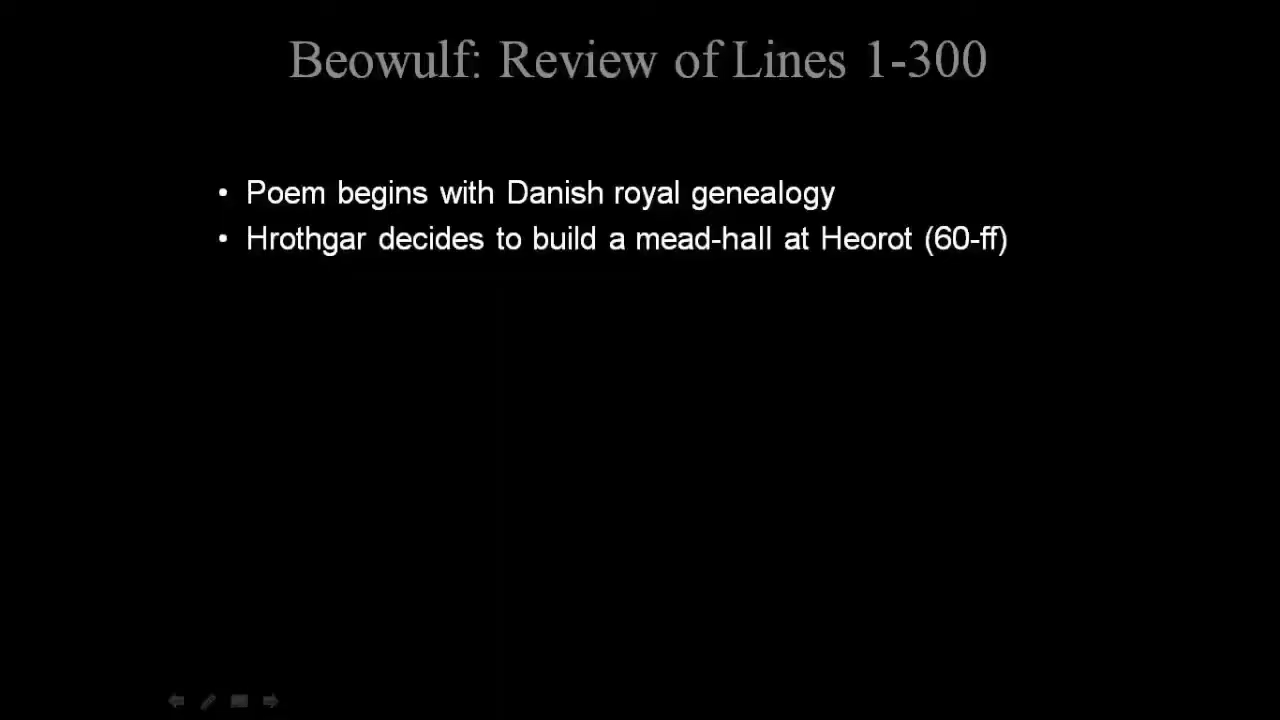 Beowulf: Review of Lines 1-300
• Poem begins with Danish royal genealogy
• Hrothgar decides to build a mead-hall at Heorot (60-ff)